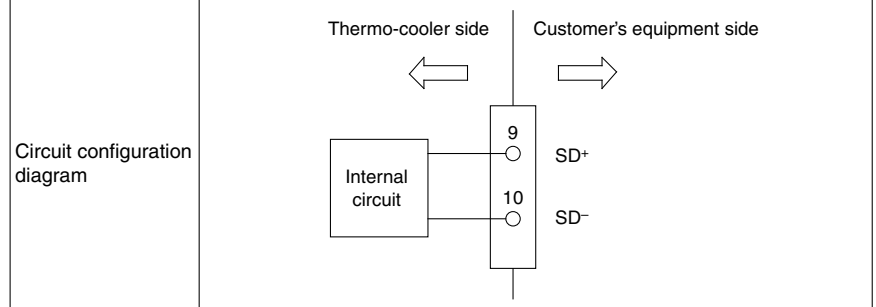 Circuit configuration
diagram
Thermo-cooler side
Customer's equipment side
Internal
circuit
9
SD+
10
SD–